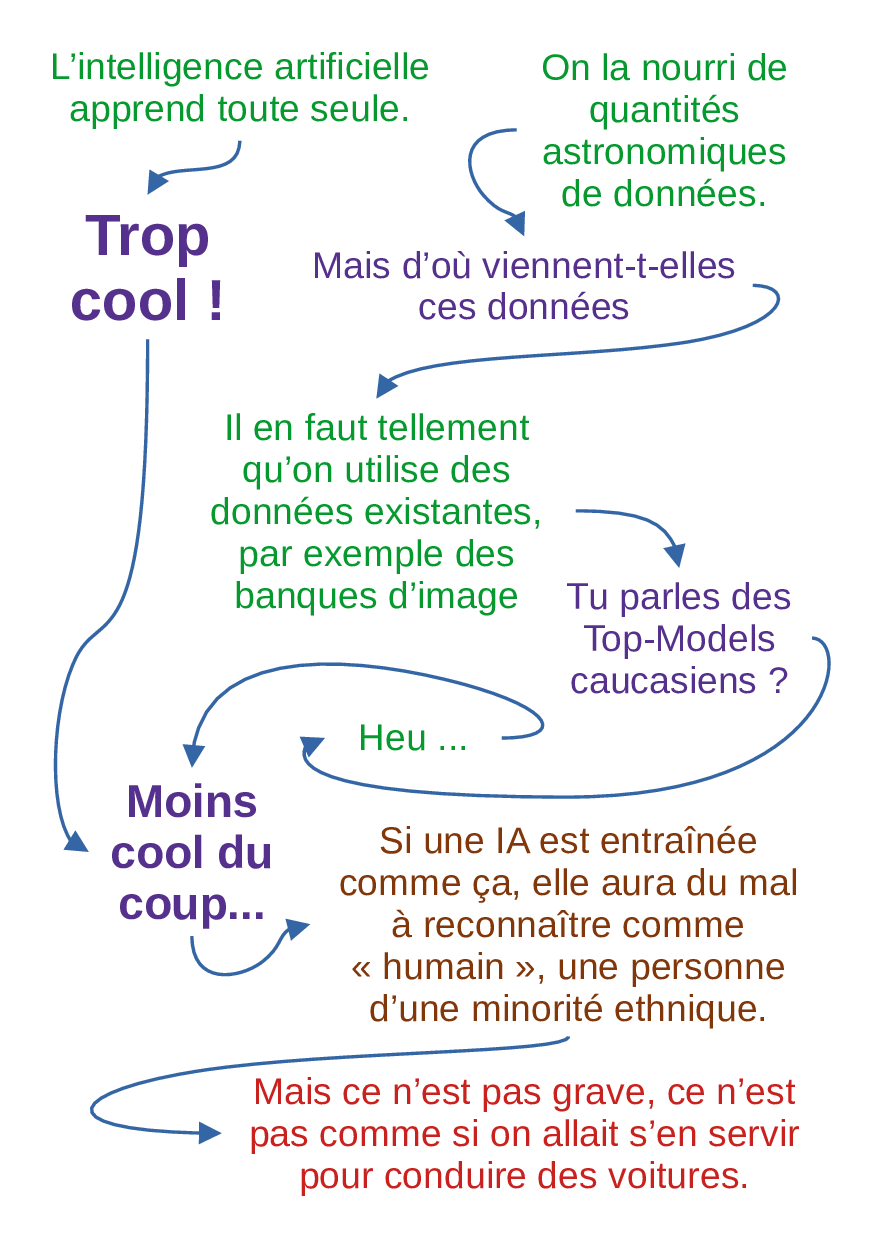 L’intelligence artificielle
apprend toute seule.
On la nourri de
quantités
astronomiques
de données.
Trop
cool !
Mais d’où viennent-t-elles
ces données
Il en faut tellement
qu’on utilise des
données existantes,
par exemple des
banques d’image
Tu parles des
Top-Models
caucasiens ?
Heu ...
Moins
cool du
coup...
Si une IA est entraînée
comme ça, elle aura du mal
à reconnaître comme
« humain », une personne
d’une minorité ethnique.
Mais ce n’est pas grave, ce n’est
pas comme si on allait s’en servir
pour conduire des voitures.